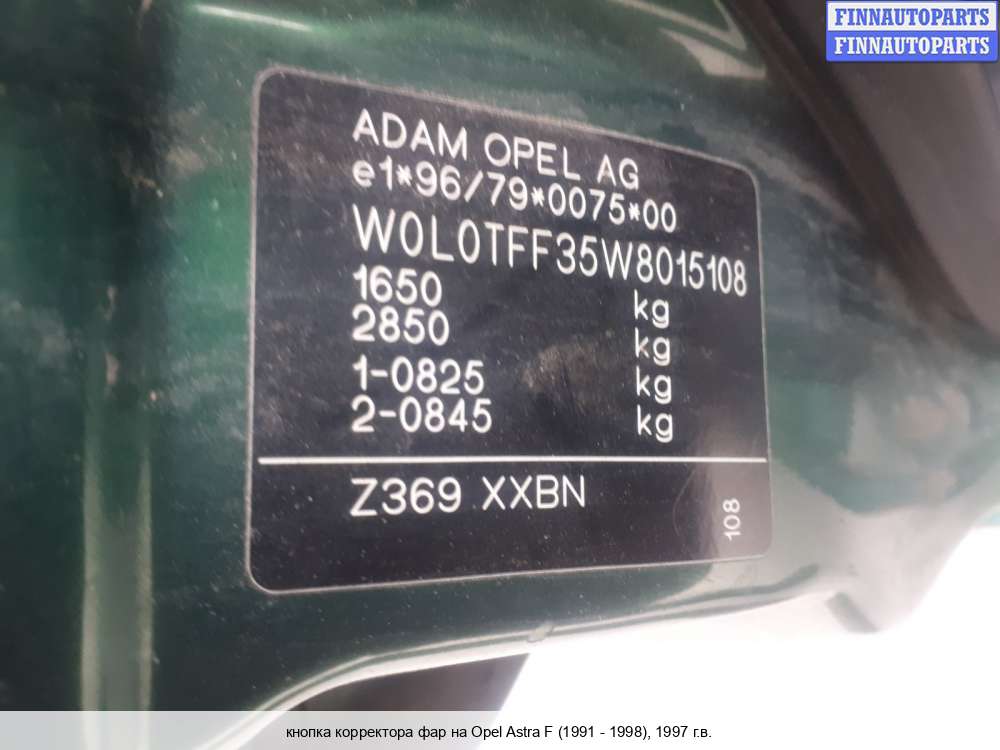 FINNAUTOPARTS
FINNAUTOPARTS
ADAM OPEL AG
e1*96/79*0075*00
W0L0TFF35W8015108
1650 kg
2850 kg
1-0825 kg
2-0845 kg
Z369 XXBN
108
кнопка корректора фар на Opel Astra F (1991 - 1998), 1997 г.в.